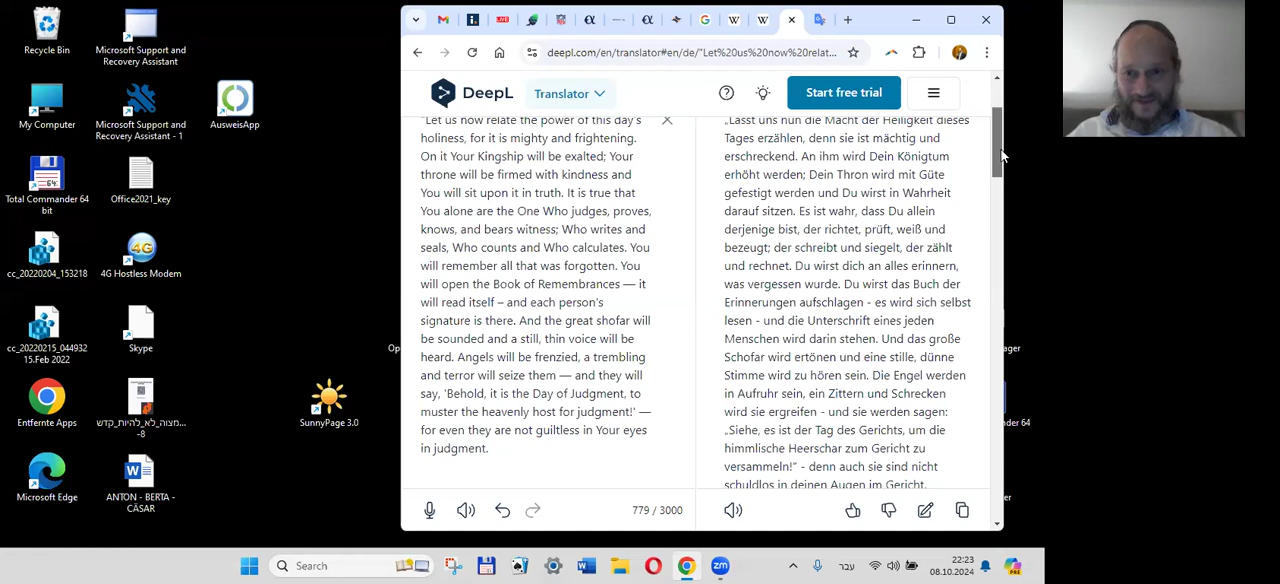 Recycle Bin
Microsoft Support and
Recovery Assistant
My Computer
Microsoft Support and
Recovery Assistant - 1
AusweisApp
Total Commander 64
bit
Office2021_key
cc_20220204_153218
4G Hostless Modem
cc_20220215_044932
15.Feb 2022
Skype
Entfernte Apps
מצוה_לא_להיות_קדש...
-8
SunnyPage 3.0
Microsoft Edge
ANTON - BERTA -
CÄSAR
LIVE
deepl.com/en/translator#en/de/"Let%20us%20now%20relat...
DeepL
Translator
Start free trial
"Let us now relate the power of this day's
holiness, for it is mighty and frightening.
On it Your Kingship will be exalted; Your
throne will be firmed with kindness and
You will sit upon it in truth. It is true that
You alone are the One Who judges, proves,
knows, and bears witness; Who writes and
seals, Who counts and Who calculates. You
will remember all that was forgotten. You
will open the Book of Remembrances — it
will read itself – and each person's
signature is there. And the great shofar will
be sounded and a still, thin voice will be
heard. Angels will be frenzied, a trembling
and terror will seize them — and they will
say, 'Behold, it is the Day of Judgment, to
muster the heavenly host for judgment!' —
for even they are not guiltless in Your eyes
in judgment.
779 / 3000
„Lasst uns nun die Macht der Heiligkeit dieses
Tages erzählen, denn sie ist mächtig und
erschreckend. An ihm wird Dein Königtum
erhöht werden; Dein Thron wird mit Güte
gefestigt werden und Du wirst in Wahrheit
darauf sitzen. Es ist wahr, dass Du allein
derjenige bist, der richtet, prüft, weiß und
bezeugt; der schreibt und siegelt, der zählt
und rechnet. Du wirst dich an alles erinnern,
was vergessen wurde. Du wirst das Buch der
Erinnerungen aufschlagen - es wird sich selbst
lesen - und die Unterschrift eines jeden
Menschen wird darin stehen. Und das große
Schofar wird ertönen und eine stille, dünne
Stimme wird zu hören sein. Die Engel werden
in Aufruhr sein, ein Zittern und Schrecken
wird sie ergreifen - und sie werden sagen:
„Siehe, es ist der Tag des Gerichts, um die
himmlische Heerschar zum Gericht zu
versammeln!" - denn auch sie sind nicht
schuldlos in deinen Augen im Gericht.
Op
ager
er 64
er
Search
zm
עבר
22:23
08.10.2024
PRE